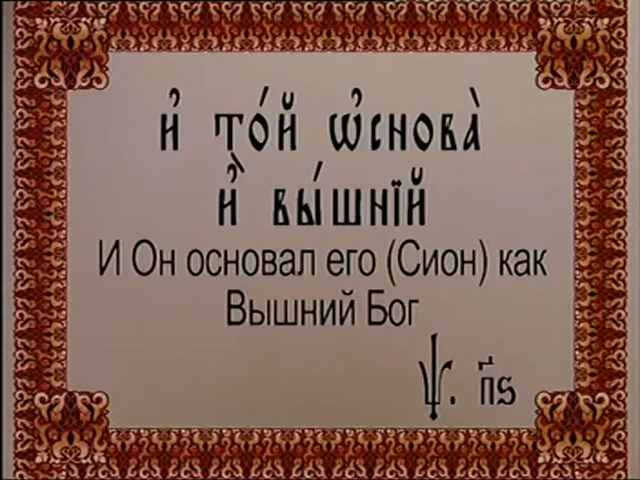 и҆ то́й ѡ҆снова̀
и҆̀ вы́шнїй
И Он основал его (Сион) как
Вышний Бог
ѱ. п҃ѕ